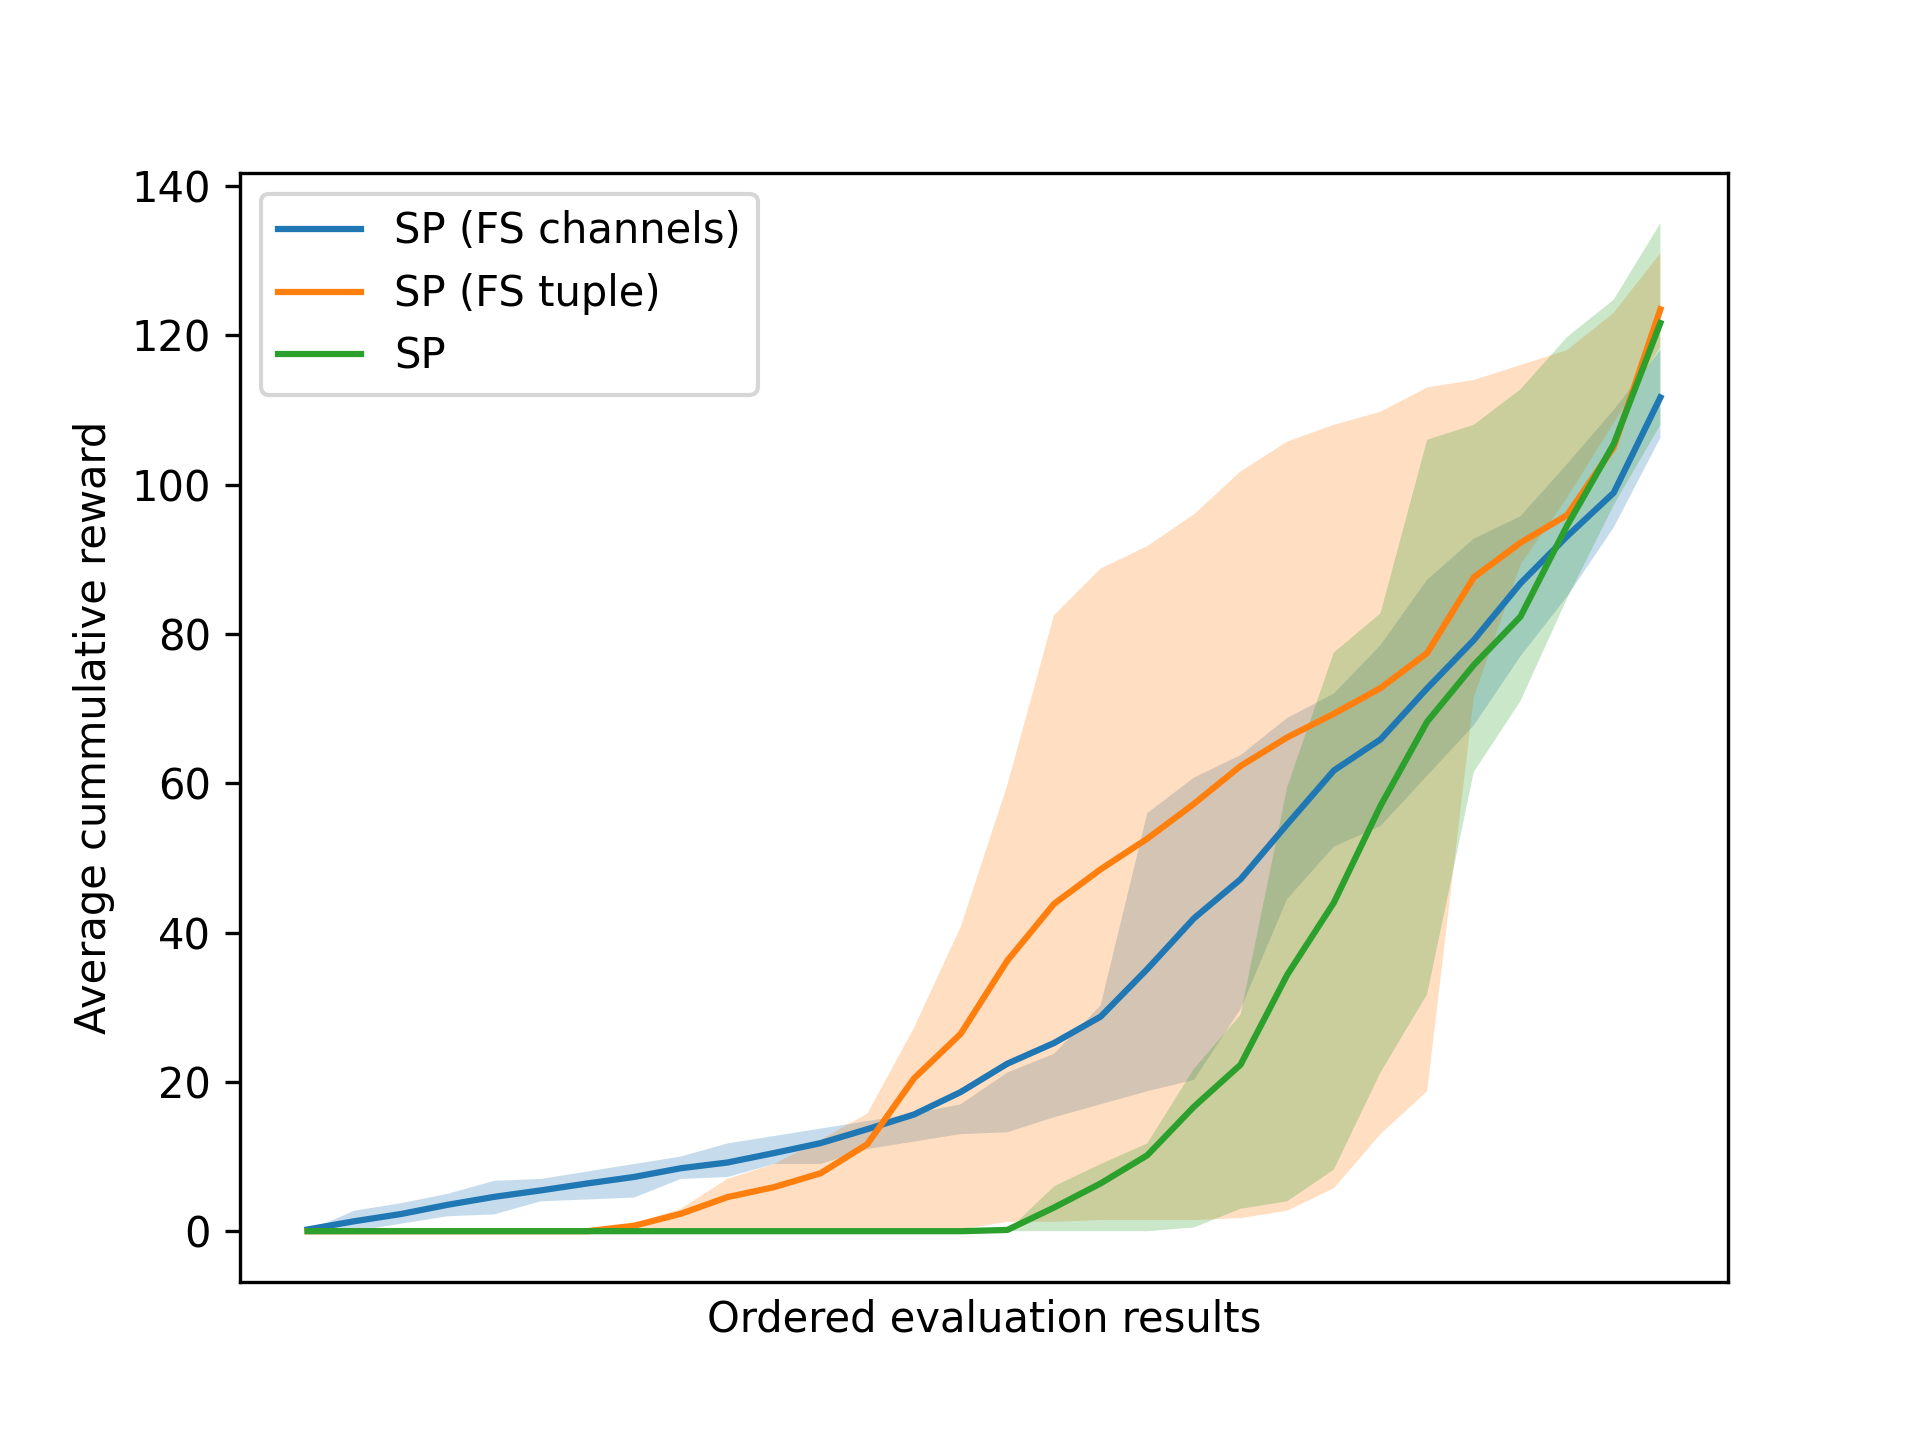 140
120
100
80
60
40
20
0
Average cummulative reward
SP (FS channels)
SP (FS tuple)
SP
Ordered evaluation results